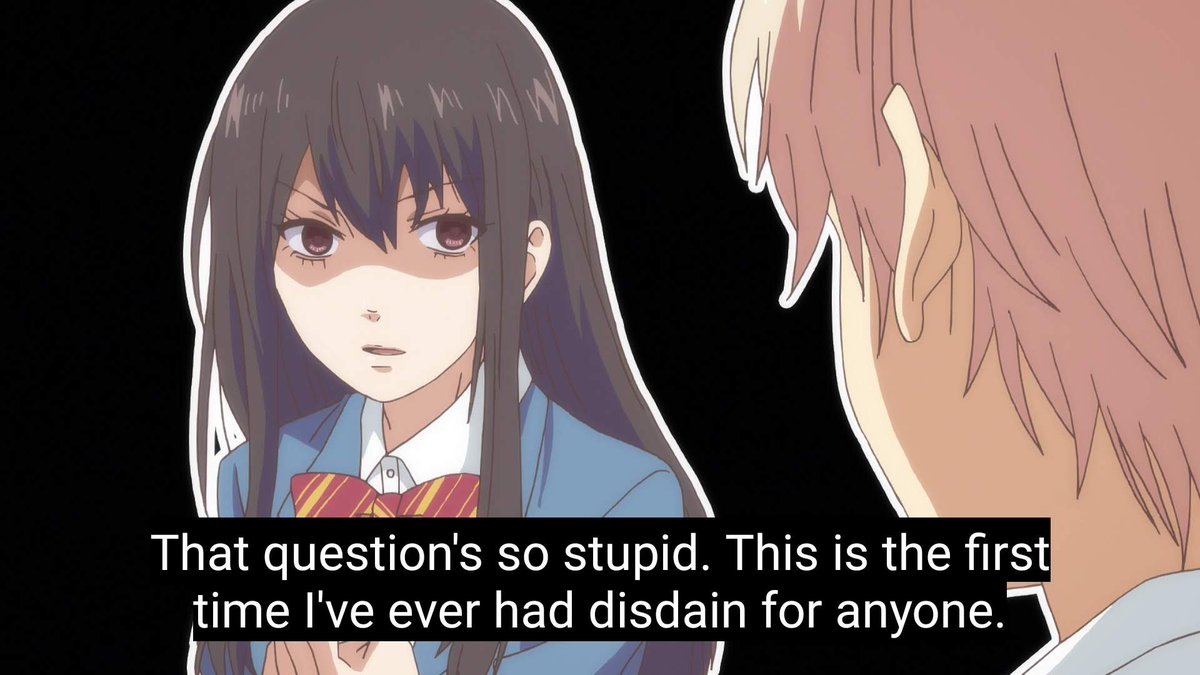 That question's so stupid. This is the first
time I've ever had disdain for anyone.